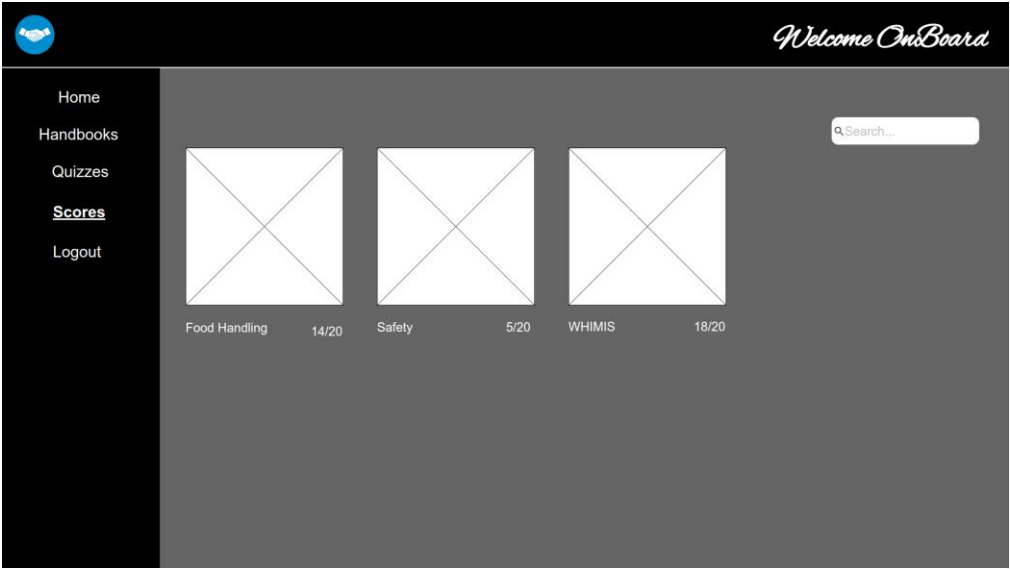 Welcome OnBoard
Home
Handbooks
Quizzes
Scores
Logout
Search...
Food Handling 14/20
Safety 5/20
WHIMIS 18/20